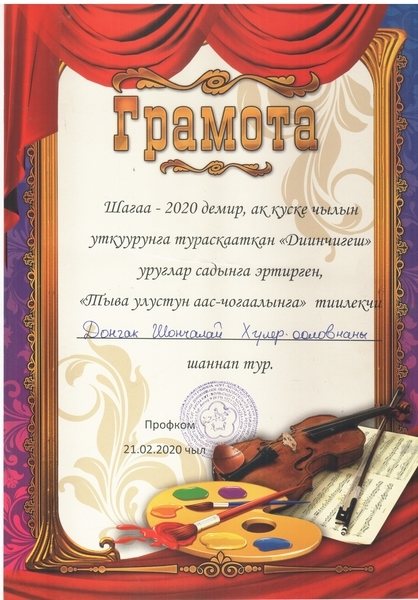 Грамота
Шагаа - 2020 демир, ак куске чылын
уткуурунга тураскааткан «Диинчигеш»
уруглар садынга эртирген,
«Тыва улустун аас-чогаалынга» тиилекчи
Донгак Шончалай Хулер-ооловнаны
шаннап тур.
Профком
21.02.2020 чыл